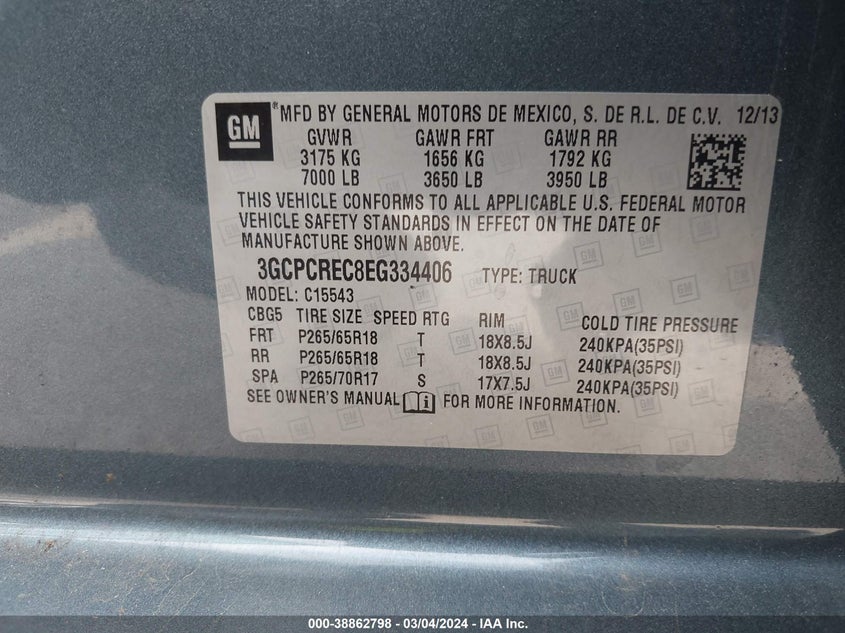 GM ® MFD BY GENERAL MOTORS DE MEXICO, S. DE R.L. DE C.V. 12/13
GVWR GAWR FRT GAWR RR
3175 KG 1656 KG 1792 KG
7000 LB 3650 LB 3950 LB
THIS VEHICLE CONFORMS TO ALL APPLICABLE U.S. FEDERAL MOTOR
VEHICLE SAFETY STANDARDS IN EFFECT ON THE DATE OF
MANUFACTURE SHOWN ABOVE.
3GCPCREC8EG334406 TYPE: TRUCK
MODEL: C15543
CBG5 TIRE SIZE SPEED RTG RIM COLD TIRE PRESSURE
FRT P265/65R18 T 18X8.5J 240KPA(35PSI)
RR P265/65R18 T 18X8.5J 240KPA(35PSI)
SPA P265/70R17 S 17X7.5J 240KPA(35PSI)
SEE OWNER'S MANUAL i FOR MORE INFORMATION.
000-38862798 - 03/04/2024 - IAA Inc.